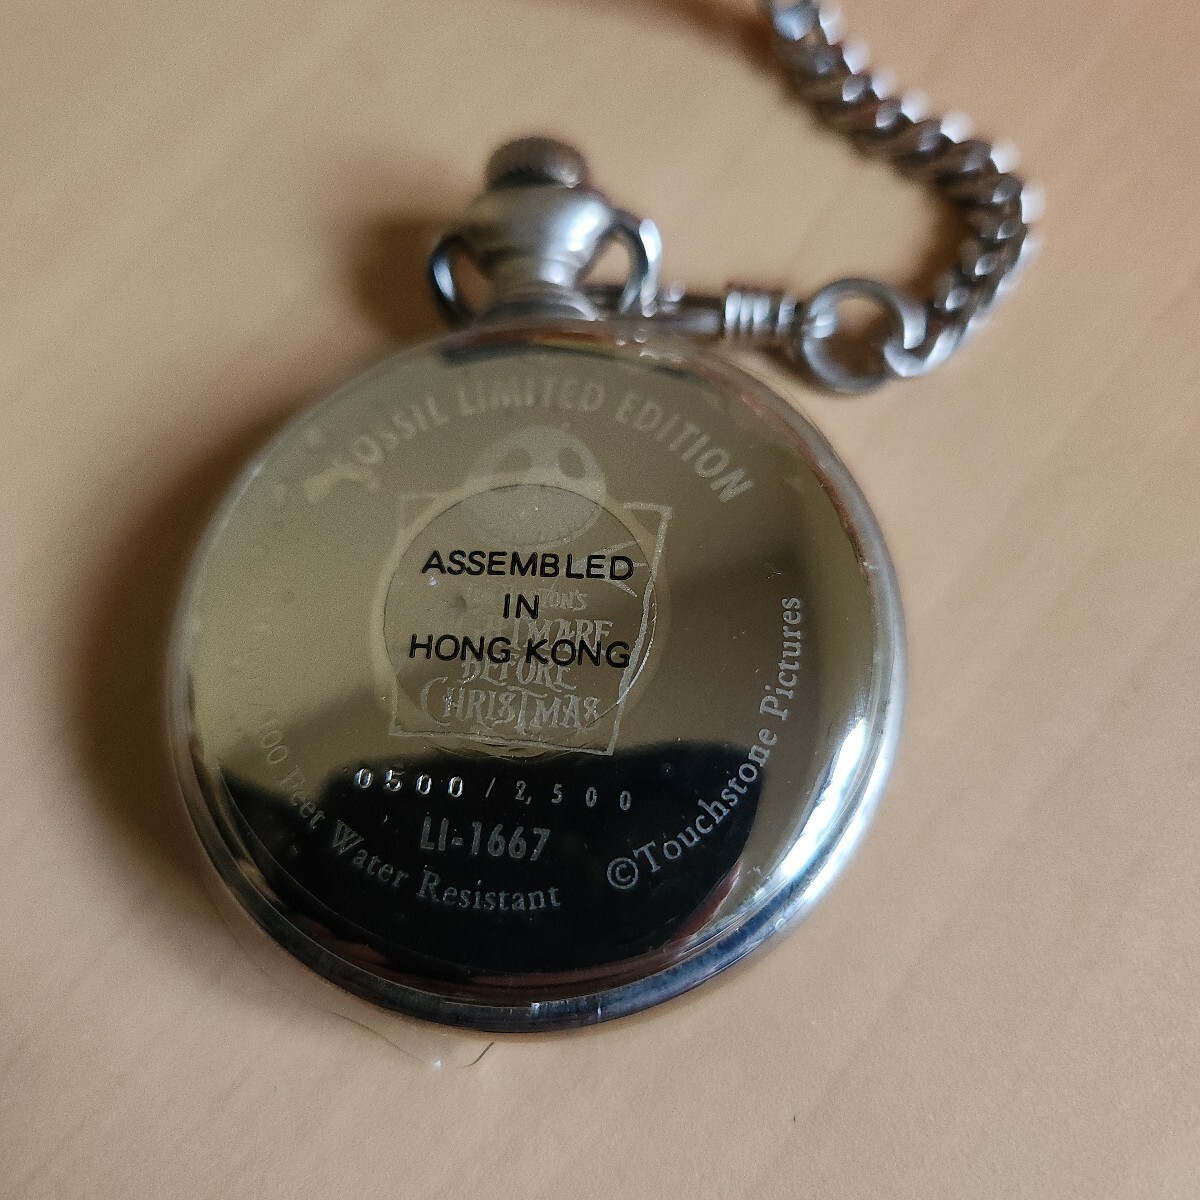 FOSSIL LIMITED EDITION
ASSEMBLED
IN
HONG KONG
BEFORE
CHRISTMAS
0500/2,500
LI-1667
100 Feet Water Resistant
©Touchstone Pictures